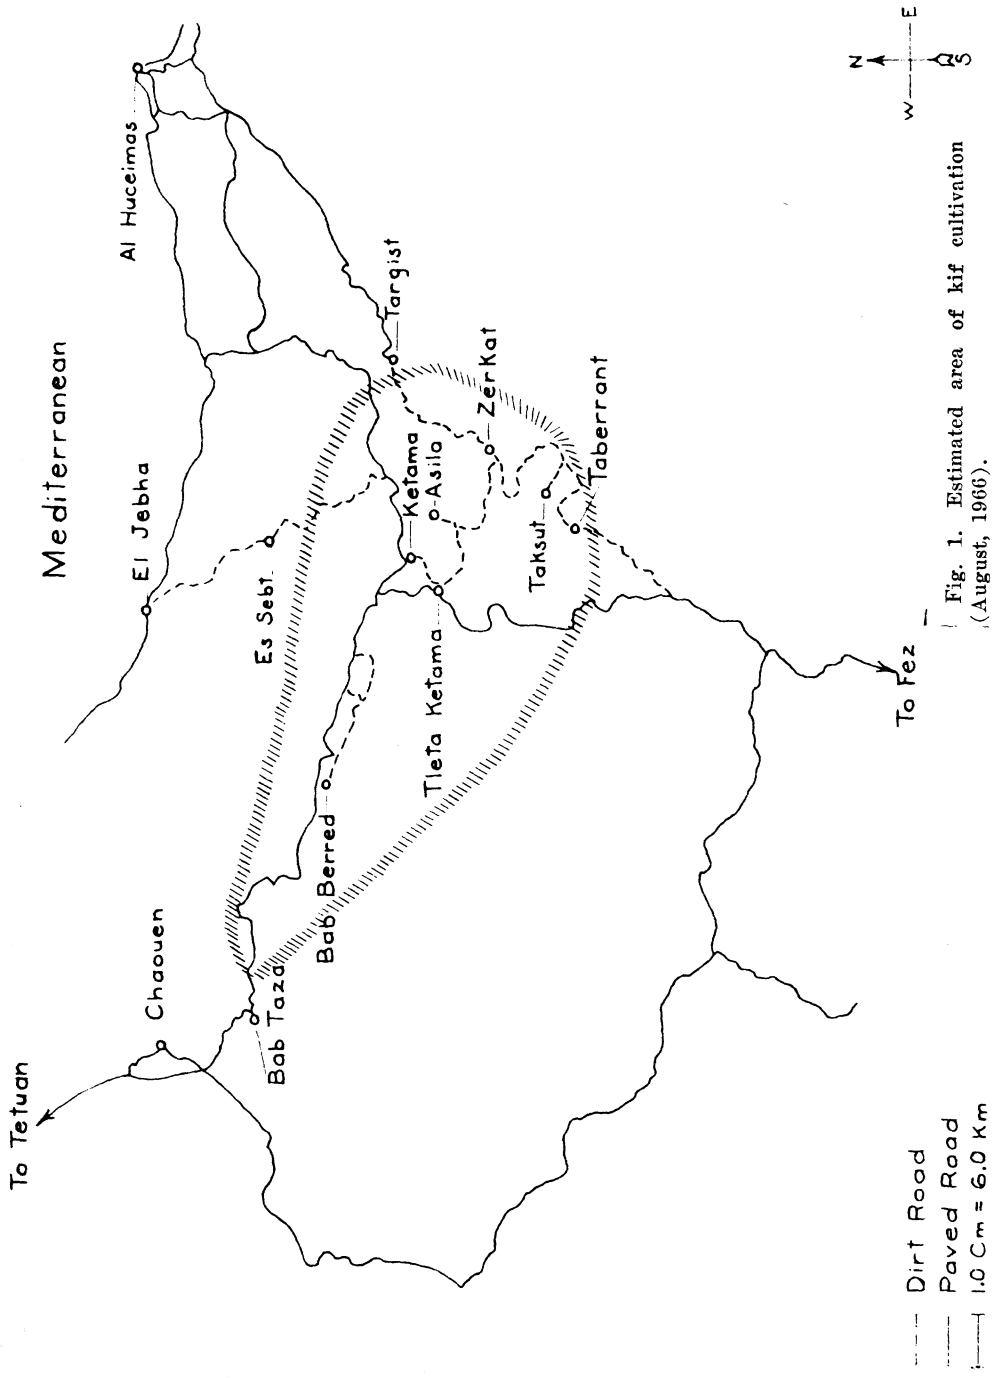 To Tetuan
Chaouen
Bab Taza
Bab Berred
Mediterranean
El Jebha
Es Sebt
Al Huceimas
Targist
Ketama
Asila
Zerkat
Tleta Ketama
Taksut
Taberrant
To Fez
N
W
E
S
Dirt Road
Paved Road
1.0 Cm = 6.0 Km
Fig. 1. Estimated area of kif cultivation
(August, 1966).